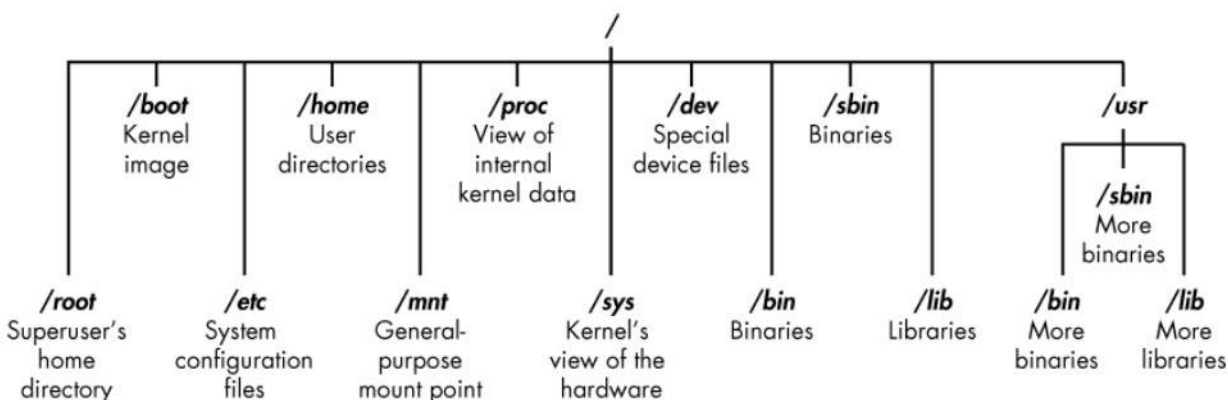 /
/boot
Kernel
image
/home
User
directories
/proc
View of
internal
kernel data
/dev
Special
device files
/sbin
Binaries
/usr
/sbin
More
binaries
/root
Superuser's
home
directory
/etc
System
configuration
files
/mnt
General-
purpose
mount point
/sys
Kernel's
view of the
hardware
/bin
Binaries
/lib
Libraries
/bin
More
binaries
/lib
More
libraries